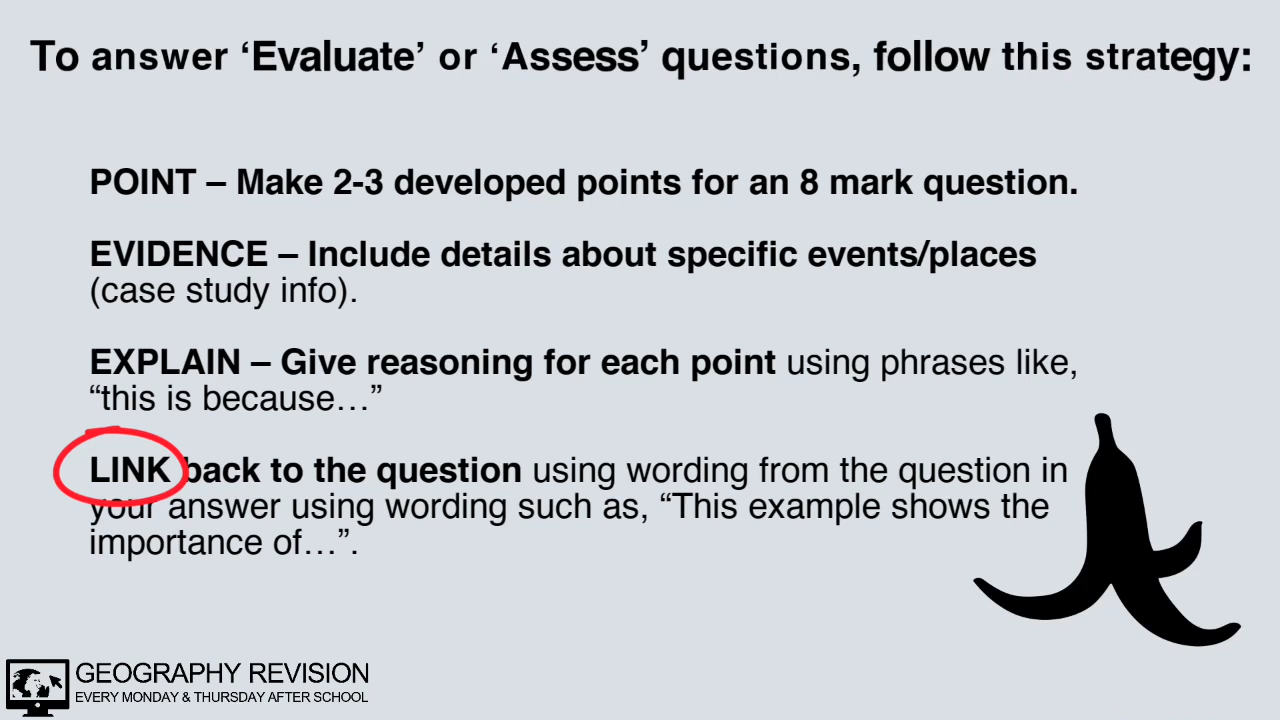 To answer ‘Evaluate’ or ‘Assess’ questions, follow this strategy:
POINT – Make 2-3 developed points for an 8 mark question.
EVIDENCE – Include details about specific events/places
(case study info).
EXPLAIN – Give reasoning for each point using phrases like,
“this is because…”
LINK back to the question using wording from the question in
your answer using wording such as, “This example shows the
importance of…”.
GEOGRAPHY REVISION
EVERY MONDAY & THURSDAY AFTER SCHOOL